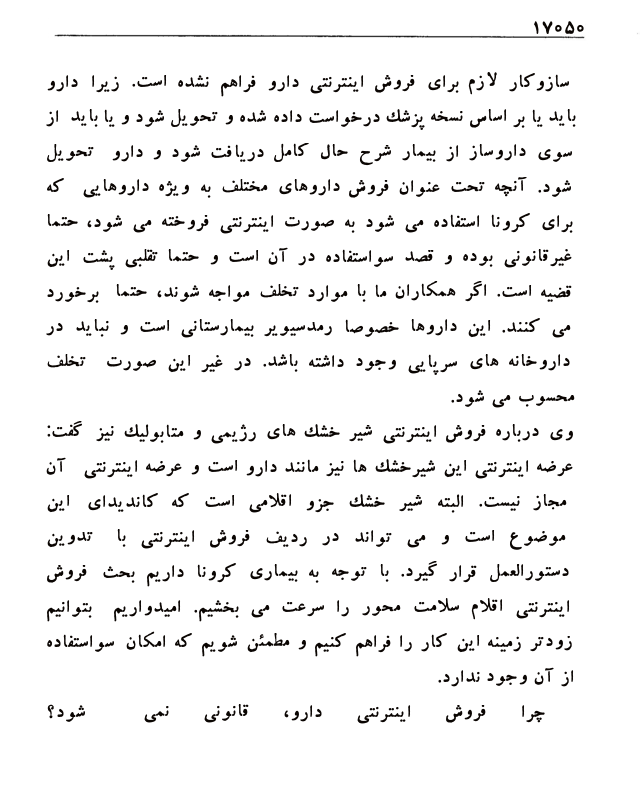 ۱۷۰۵۰
سازوکار لازم برای فروش اینترنتی دارو فراهم نشده است. زیرا دارو
باید یا بر اساس نسخه پزشك درخواست داده شده و تحویل شود و یا باید از
سوی داروساز از بیمار شرح حال کامل دریافت شود و دارو تحویل
شود. آنچه تحت عنوان فروش داروهای مختلف به ویژه داروهایی که
برای کرونا استفاده می شود به صورت اینترنتی فروخته می شود، حتما
غیرقانونی بوده و قصد سواستفاده در آن است و حتما تقلبی پشت این
قضیه است. اگر همکاران ما با موارد تخلف مواجه شوند، حتما برخورد
می کنند. این داروها خصوصا رمدسیویر بیمارستانی است و نباید در
داروخانه های سرپایی وجود داشته باشد. در غیر این صورت تخلف
محسوب می شود.
وی درباره فروش اینترنتی شیر خشك های رژیمی و متابولیك نیز گفت:
عرضه اینترنتی این شیرخشك ها نیز مانند دارو است و عرضه اینترنتی آن
مجاز نیست. البته شیر خشك جزو اقلامی است که کاندیدای این
موضوع است و می تواند در ردیف فروش اینترنتی با تدوین
دستورالعمل قرار گیرد. با توجه به بیماری کرونا داریم بحث فروش
اینترنتی اقلام سلامت محور را سرعت می بخشیم. امیدواریم بتوانیم
زودتر زمینه این کار را فراهم کنیم و مطمئن شویم که امکان سواستفاده
از آن وجود ندارد.
چرا فروش اینترنتی دارو، قانونی نمی شود؟